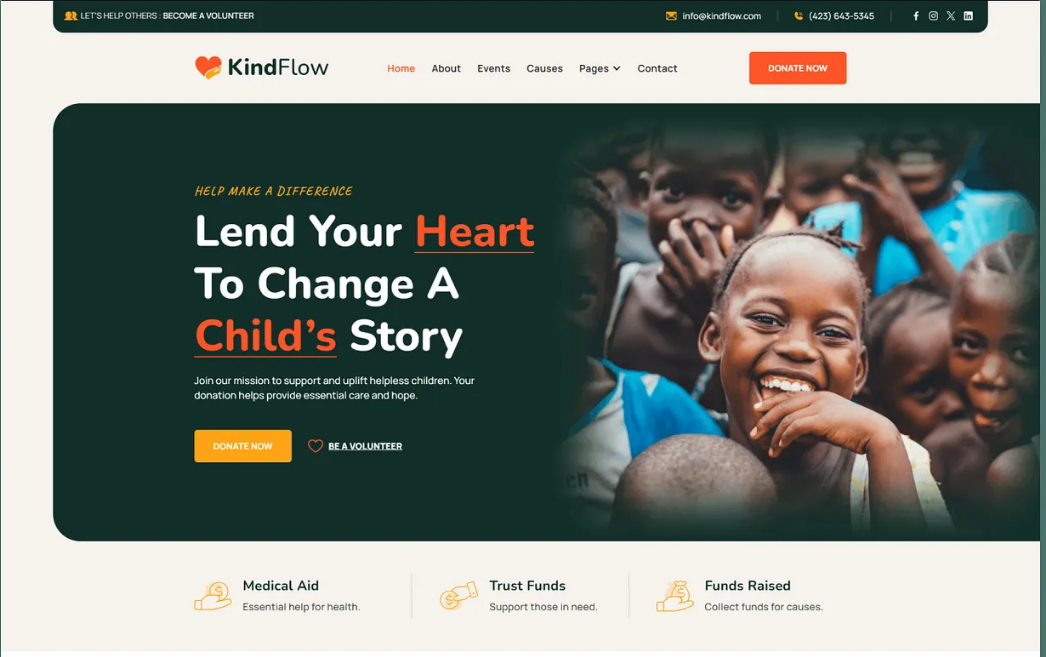 LET'S HELP OTHERS : BECOME A VOLUNTEER
info@kindflow.com
(423) 643-5345
KindFlow
Home About Events Causes Pages Contact
DONATE NOW
HELP MAKE A DIFFERENCE
Lend Your Heart
To Change A
Child's Story
Join our mission to support and uplift helpless children. Your
donation helps provide essential care and hope.
DONATE NOW
BE A VOLUNTEER
Medical Aid
Essential help for health.
Trust Funds
Support those in need.
Funds Raised
Collect funds for causes.